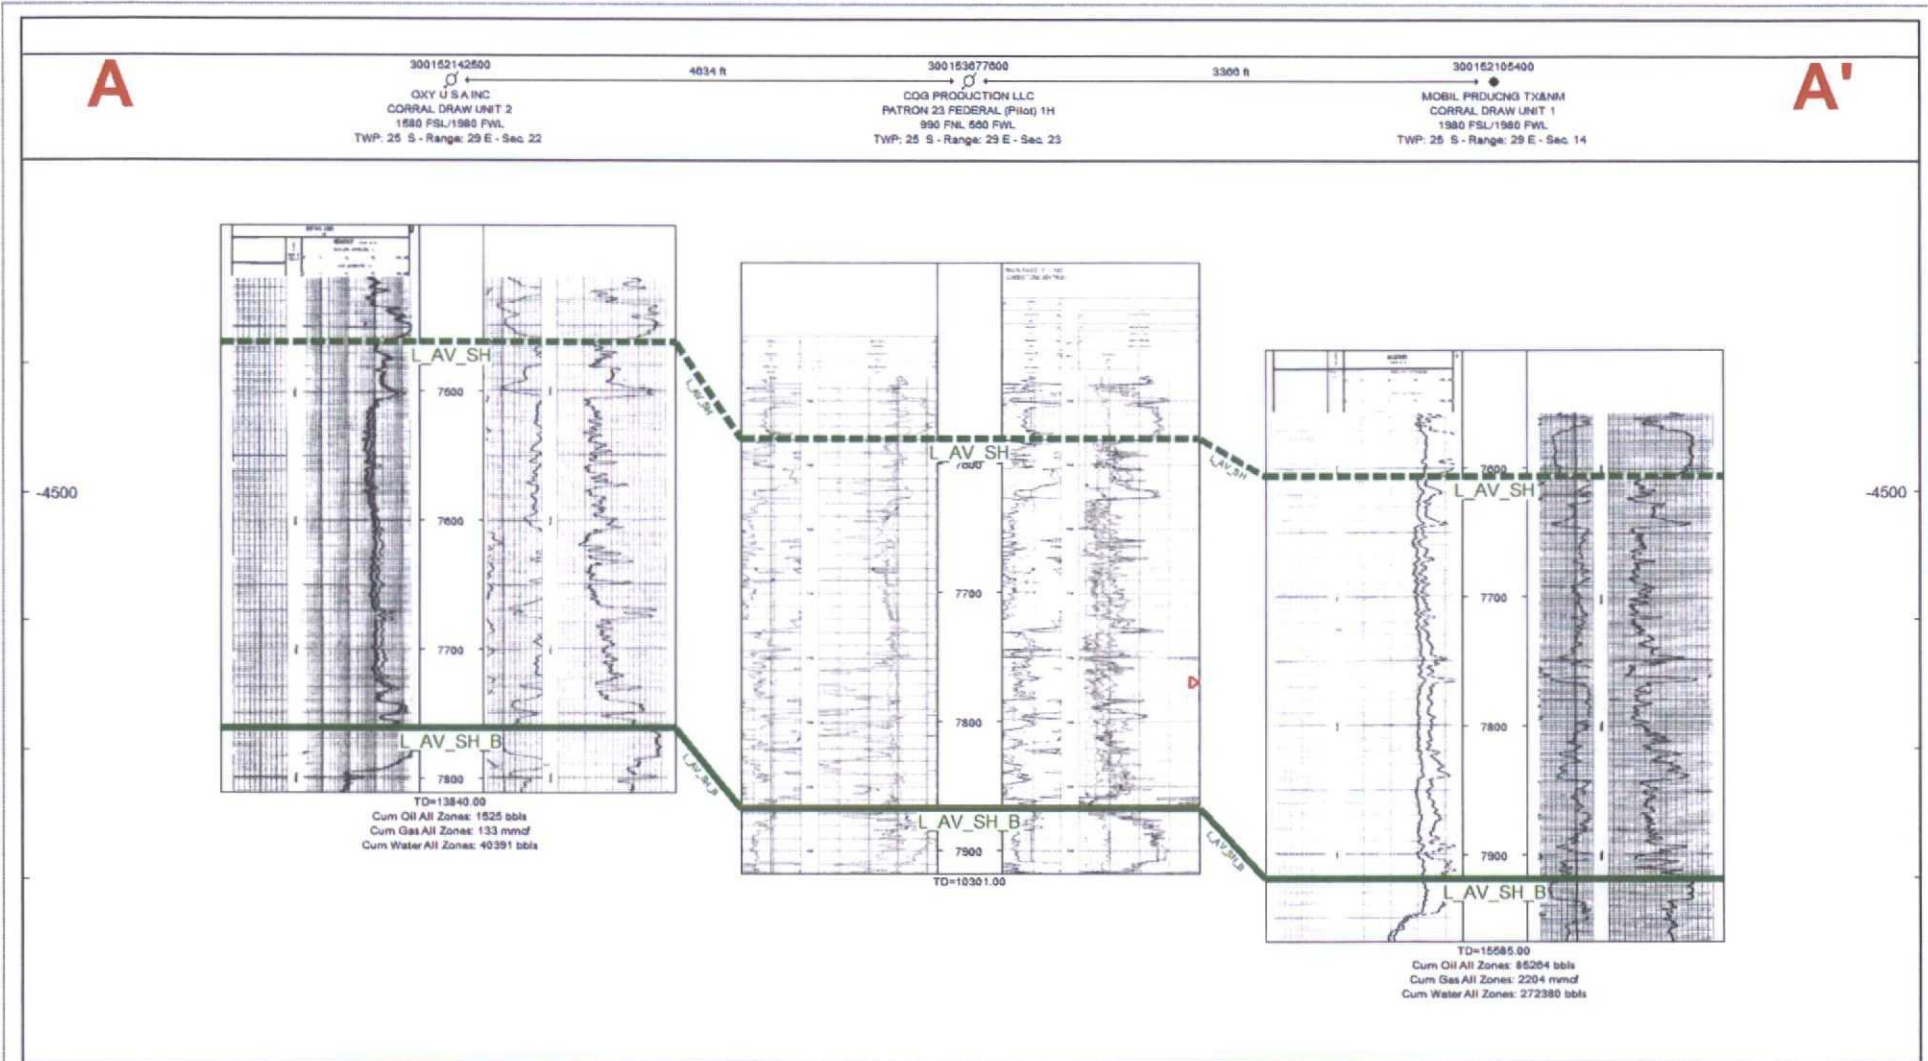 A
300152142500
OXY U S A INC
CORRAL DRAW UNIT 2
1680 FSL/1980 FWL
TWP: 25 S - Range: 29 E - Sec. 22
4634 ft
300153677600
COG PRODUCTION LLC
PATRON 23 FEDERAL (Pilot) 1H
990 FNL 560 FWL
TWP: 25 S - Range: 29 E - Sec. 23
3366 ft
300152105400
MOBIL PRDUCNG TX&NM
CORRAL DRAW UNIT 1
1980 FSL/1980 FWL
TWP: 25 S - Range: 29 E - Sec. 14
A'
-4500
L_AV_SH
7600
7600
7700
L_AV_SH_B
7800
TD=13840.00
Cum Oil All Zones: 1525 bbls
Cum Gas All Zones: 133 mmcf
Cum Water All Zones: 40391 bbls
L_AV_SH
L_AV_SH_B
L_AV_SH
7600
7700
7800
L_AV_SH_B
7900
TD=10301.00
L_AV_SH
L_AV_SH_B
7600
L_AV_SH
7700
7800
7900
L_AV_SH_B
TD=15585.00
Cum Oil All Zones: 85264 bbls
Cum Gas All Zones: 2204 mmcf
Cum Water All Zones: 272380 bbls
-4500